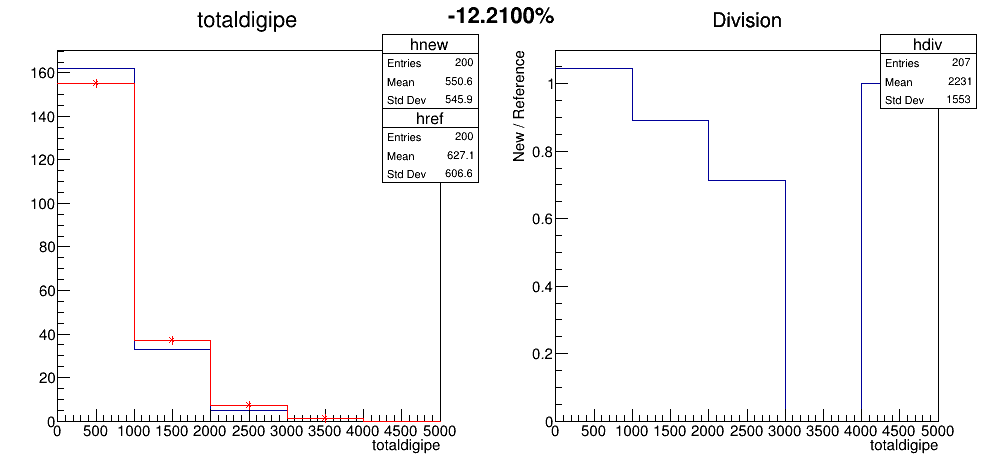 -12.2100%
totaldigipe
hnew
Entries 200
Mean 550.6
Std Dev 545.9
href
Entries 200
Mean 627.1
Std Dev 606.6
160
140
120
100
80
60
40
20
0
0 500 1000 1500 2000 2500 3000 3500 4000 4500 5000
totaldigipe
Division
hdiv
Entries 207
Mean 2231
Std Dev 1553
New / Reference
1
0.8
0.6
0.4
0.2
0
0 500 1000 1500 2000 2500 3000 3500 4000 4500 5000
totaldigipe